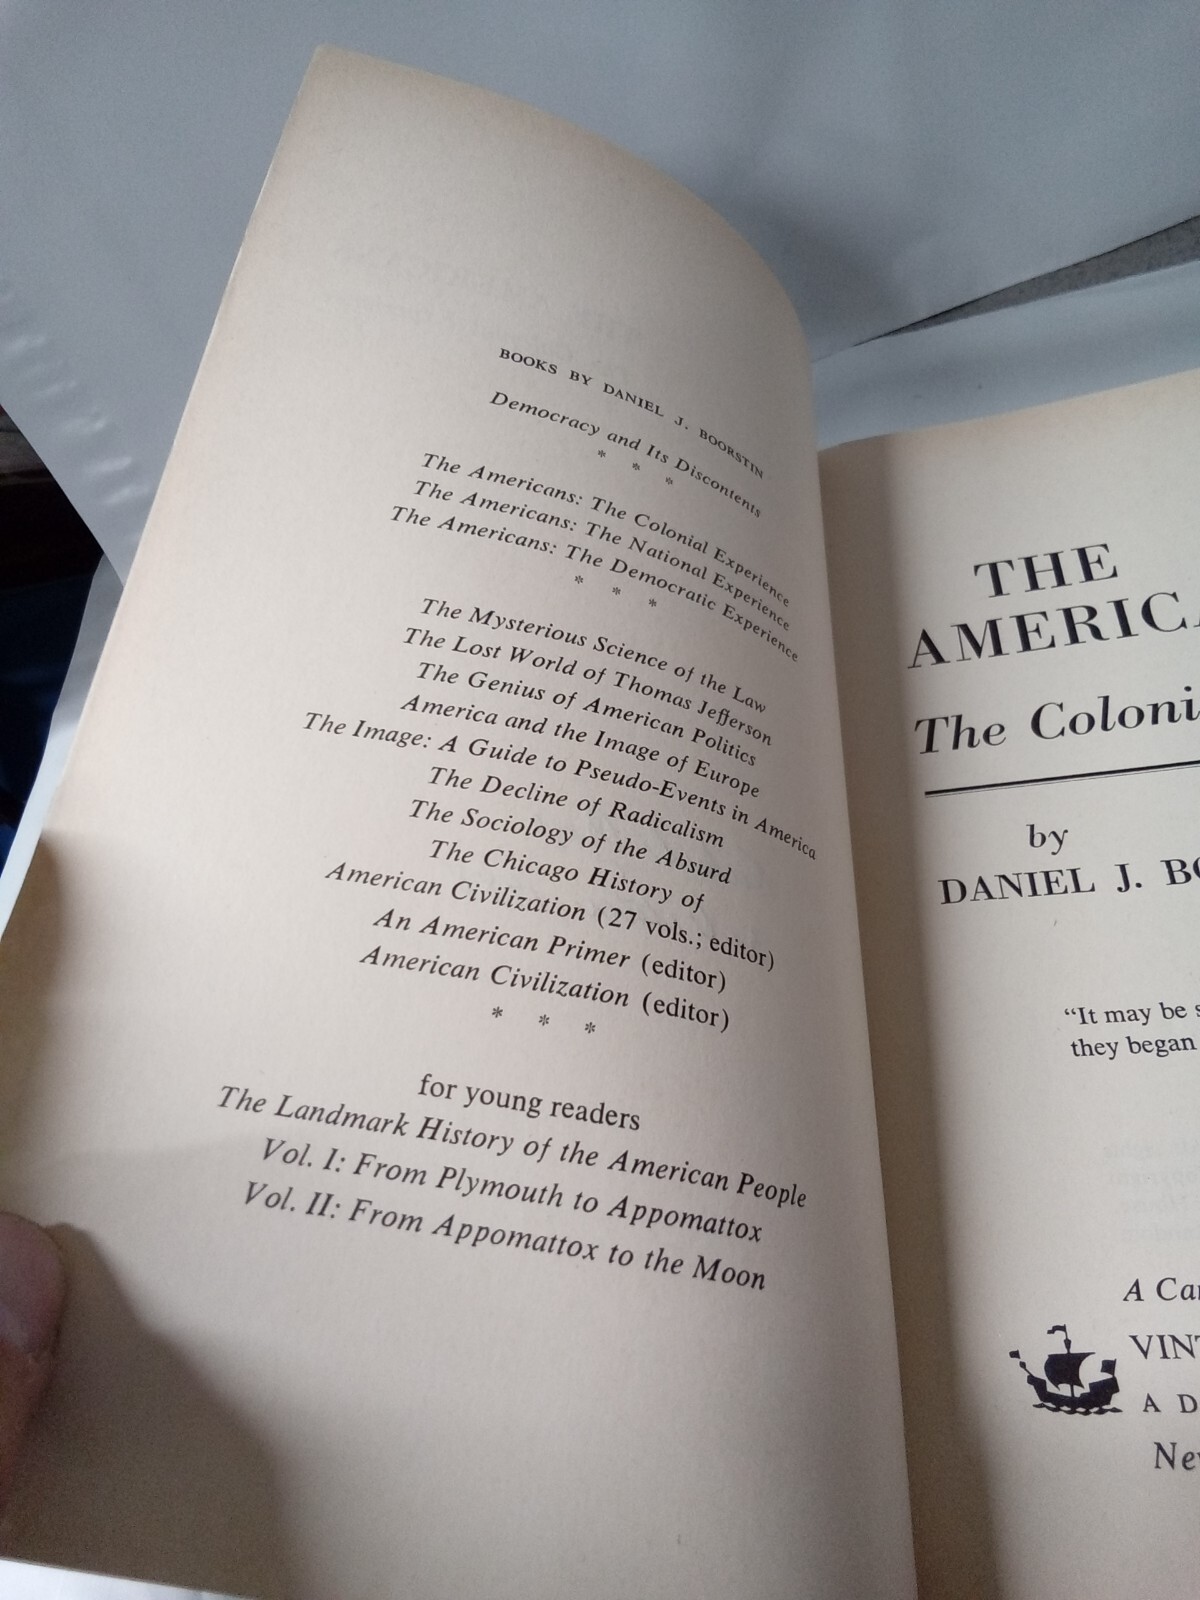 BOOKS BY DANIEL J. BOORSTIN
Democracy and Its Discontents
* * *
The Americans: The Colonial Experience
The Americans: The National Experience
The Americans: The Democratic Experience
* * *
The Mysterious Science of the Law
The Lost World of Thomas Jefferson
The Genius of American Politics
America and the Image of Europe
The Image: A Guide to Pseudo-Events in America
The Decline of Radicalism
The Sociology of the Absurd
The Chicago History of
American Civilization (27 vols.; editor)
An American Primer (editor)
American Civilization (editor)
* * *
for young readers
The Landmark History of the American People
Vol. I: From Plymouth to Appomattox
Vol. II: From Appomattox to the Moon
THE
AMERICA
The Coloni
by
DANIEL J. BO
"It may be s
they began
A Car
VINT
A D
New